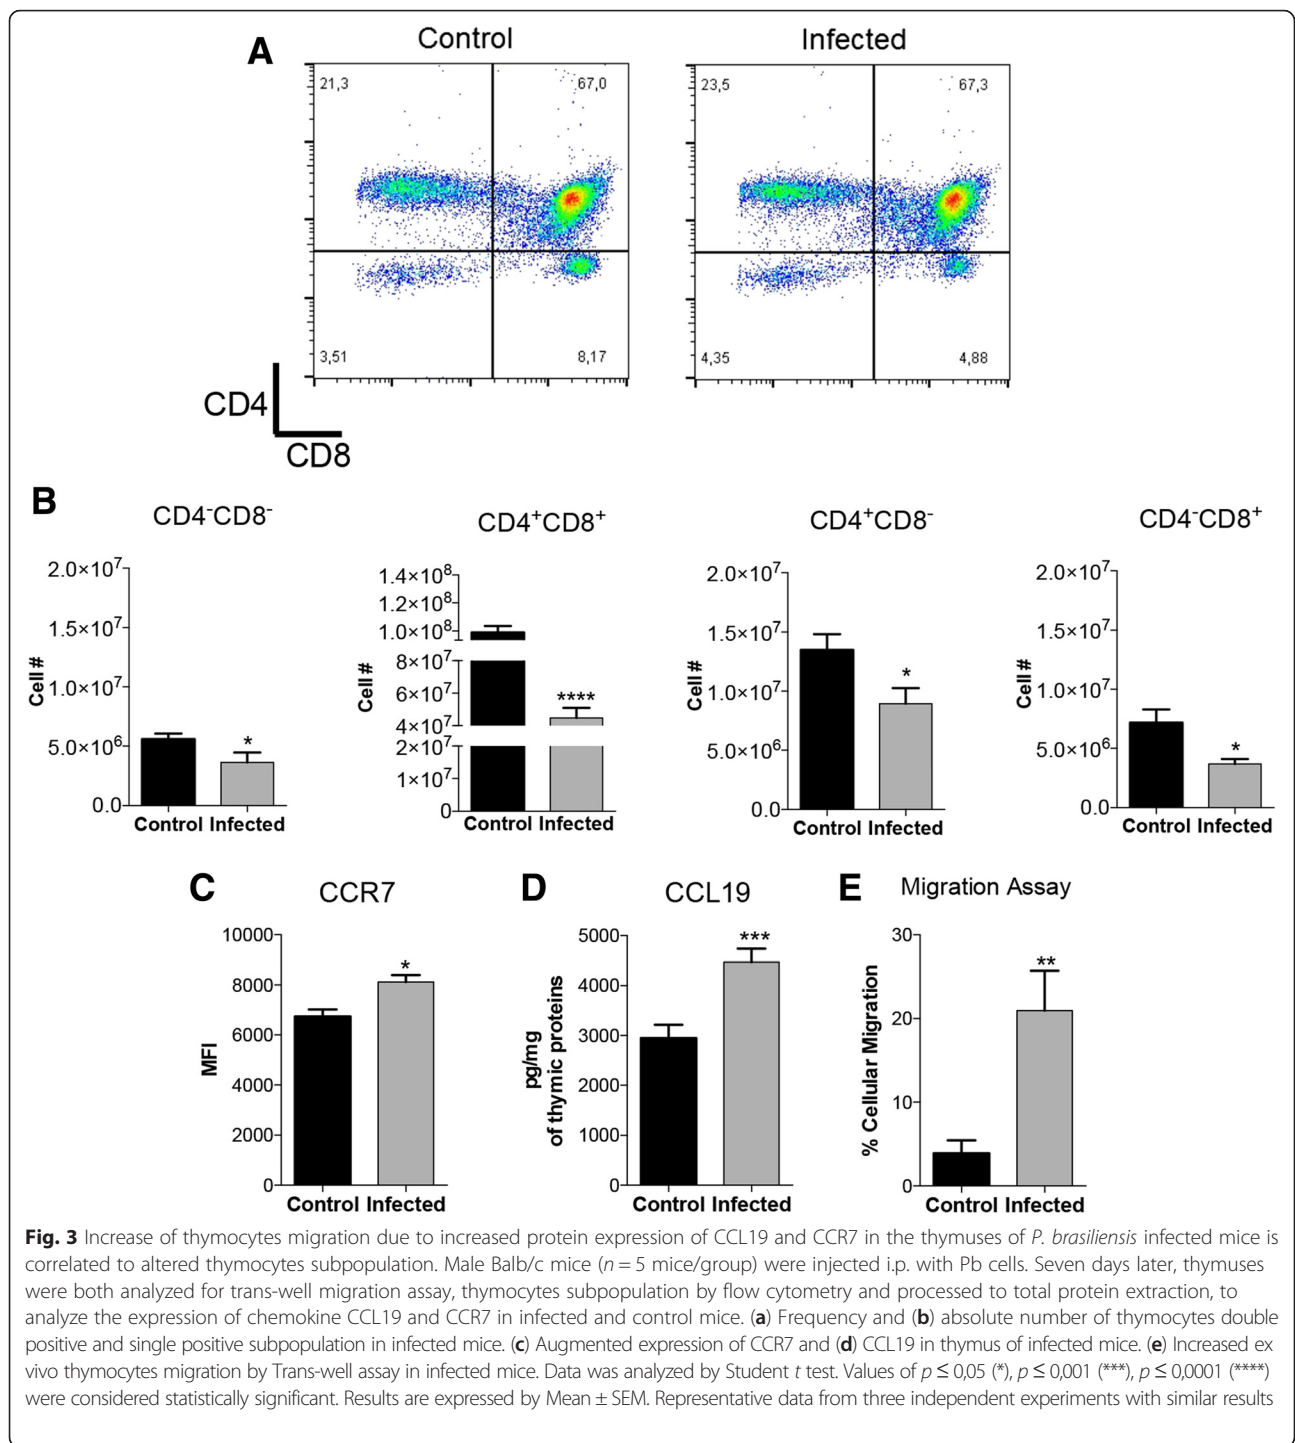 A
Control
Infected
21,3
67,0
23,5
67,3
3,51
8,17
4,35
4,88
CD4
CD8
B
CD4⁻CD8⁻
CD4⁺CD8⁺
CD4⁺CD8⁻
CD4⁻CD8⁺
Cell #
2.0×10⁷
1.5×10⁷
1.0×10⁷
5.0×10⁶
0.0
*
Control Infected
Cell #
1.4×10⁸
1.2×10⁸
1.0×10⁸
8×10⁷
6×10⁷
4×10⁷
2×10⁷
1×10⁷
0
****
Control Infected
Cell #
2.0×10⁷
1.5×10⁷
1.0×10⁷
5.0×10⁶
0.0
*
Control Infected
Cell #
2.0×10⁷
1.5×10⁷
1.0×10⁷
5.0×10⁶
0.0
*
Control Infected
C
CCR7
MFI
10000
8000
6000
4000
2000
0
*
Control Infected
D
CCL19
pg/mg
of thymic proteins
5000
4000
3000
2000
1000
0
***
Control Infected
E
Migration Assay
% Cellular Migration
30
20
10
0
**
Control Infected
Fig. 3 Increase of thymocytes migration due to increased protein expression of CCL19 and CCR7 in the thymuses of P. brasiliensis infected mice is
correlated to altered thymocytes subpopulation. Male Balb/c mice (n = 5 mice/group) were injected i.p. with Pb cells. Seven days later, thymuses
were both analyzed for trans-well migration assay, thymocytes subpopulation by flow cytometry and processed to total protein extraction, to
analyze the expression of chemokine CCL19 and CCR7 in infected and control mice. (a) Frequency and (b) absolute number of thymocytes double
positive and single positive subpopulation in infected mice. (c) Augmented expression of CCR7 and (d) CCL19 in thymus of infected mice. (e) Increased ex
vivo thymocytes migration by Trans-well assay in infected mice. Data was analyzed by Student t test. Values of p ≤ 0,05 (*), p ≤ 0,001 (***), p ≤ 0,0001 (****)
were considered statistically significant. Results are expressed by Mean ± SEM. Representative data from three independent experiments with similar results